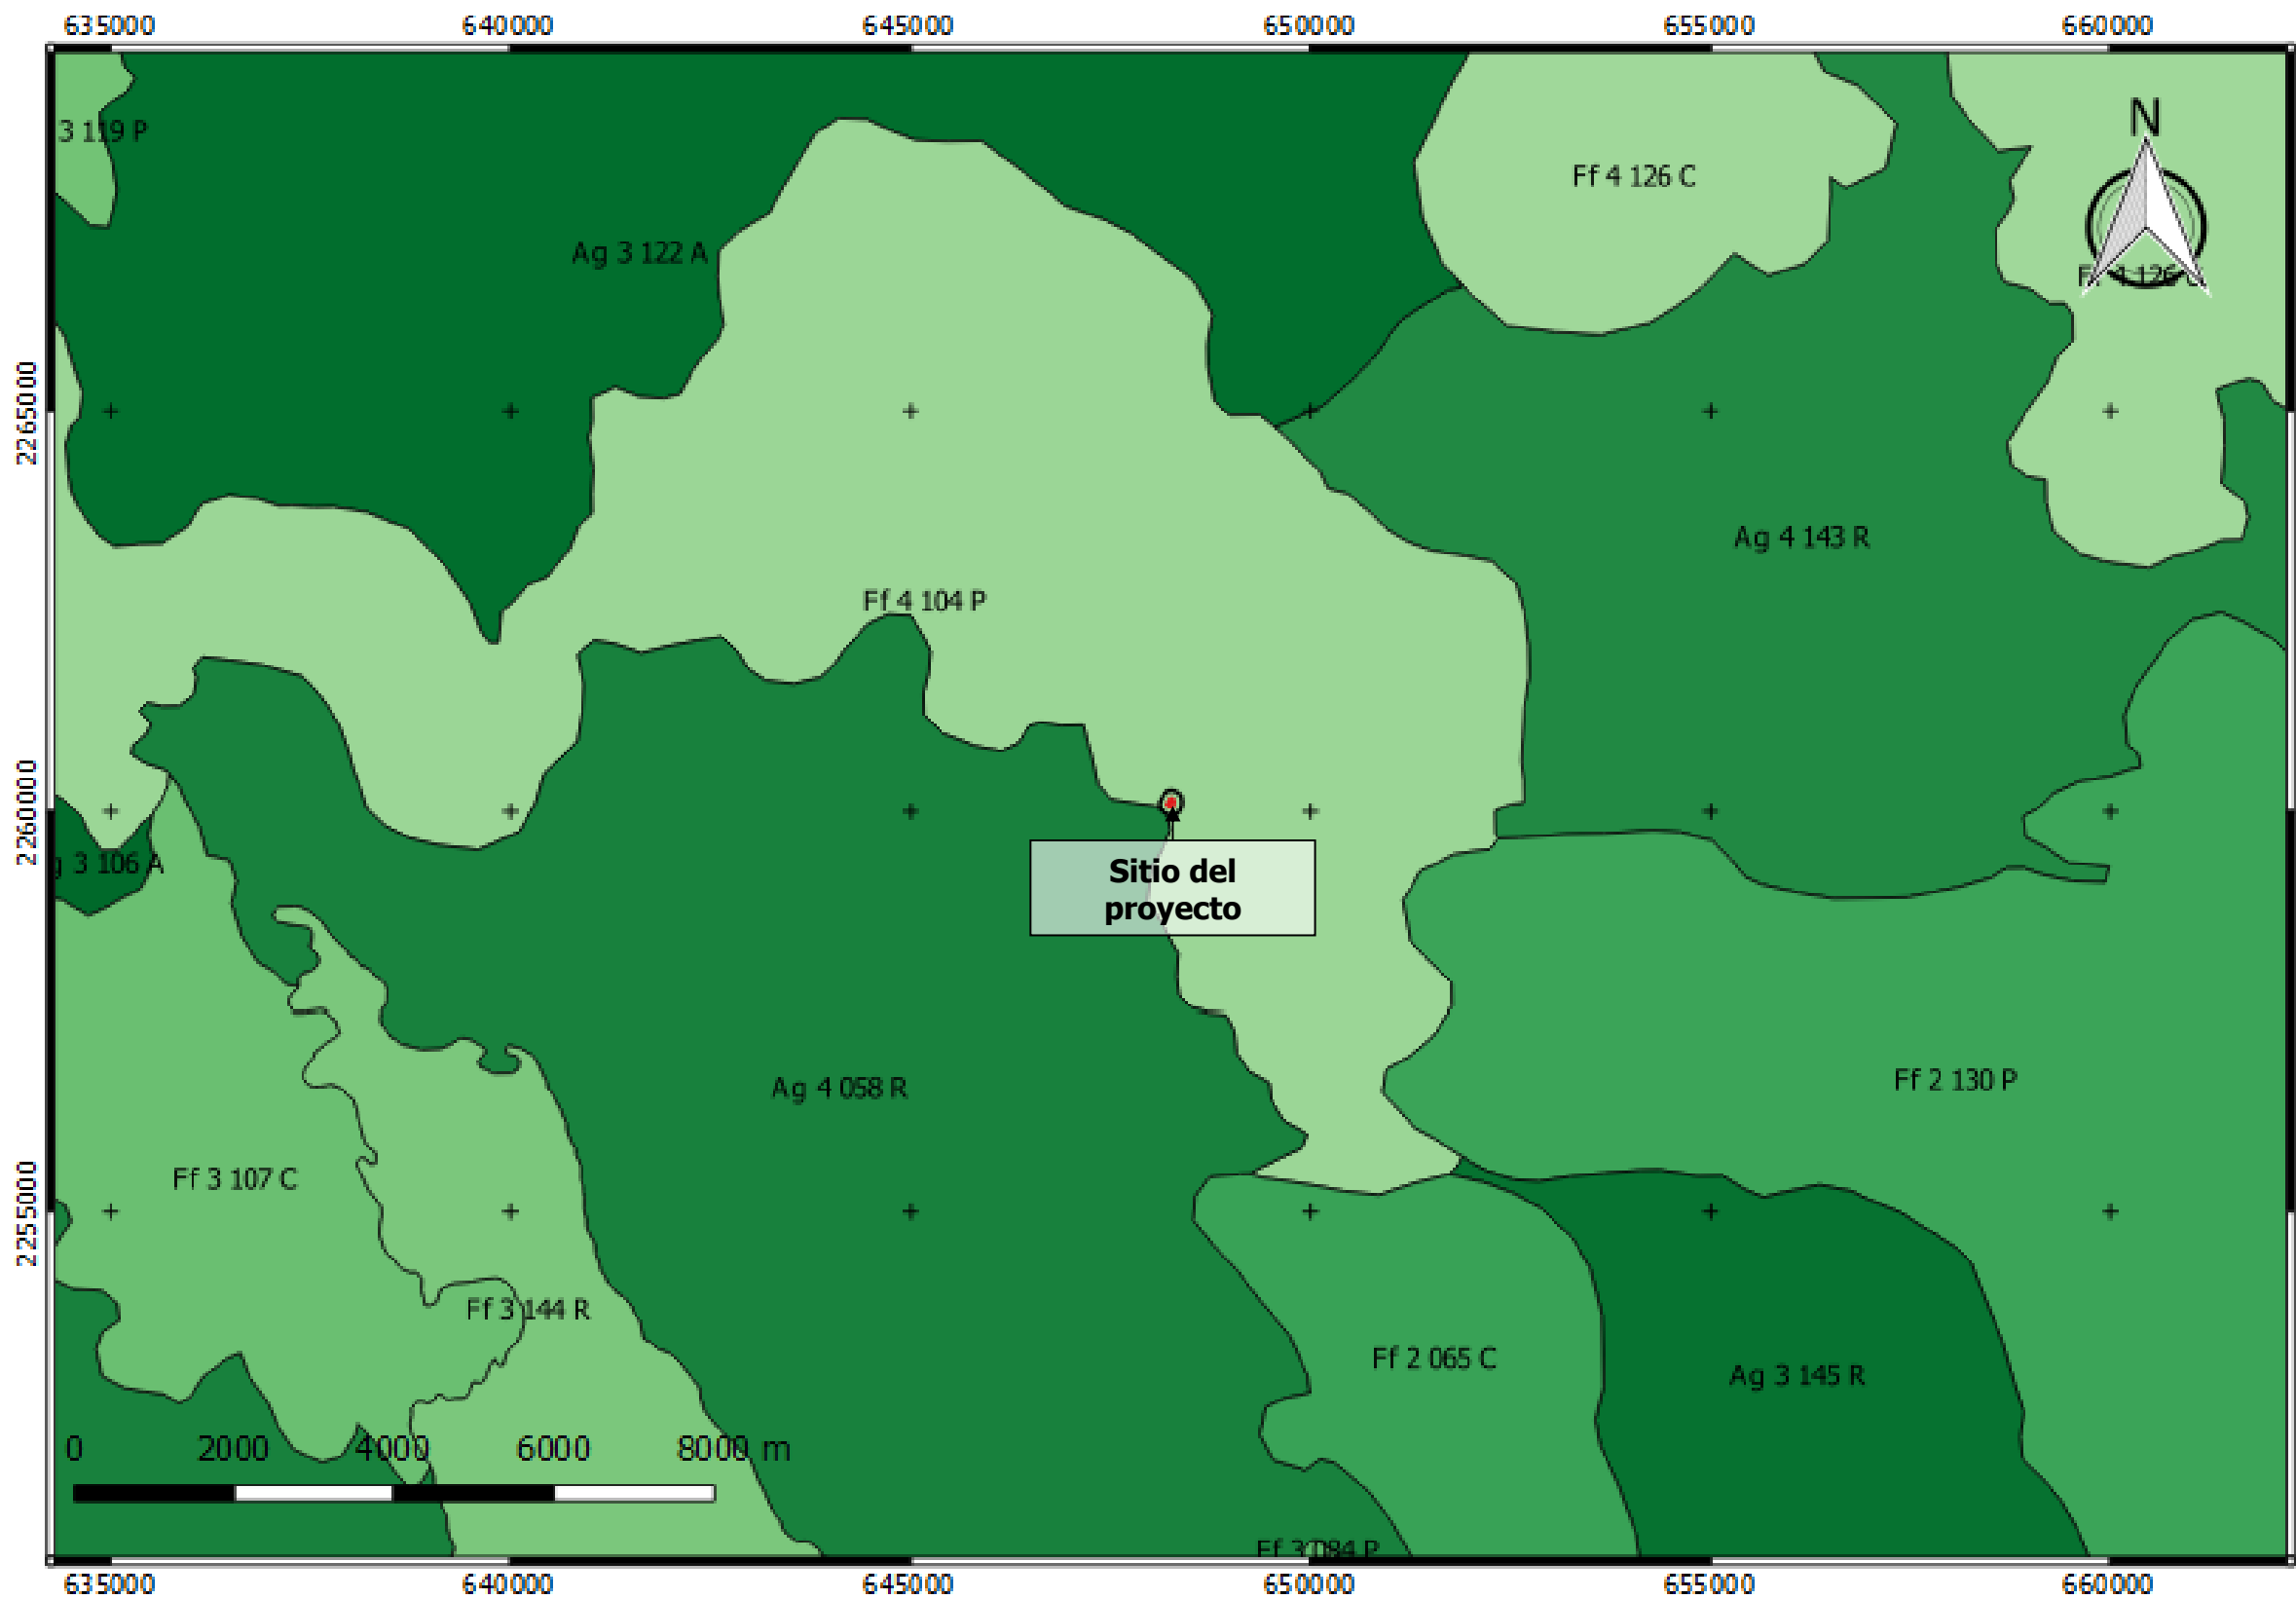 635000 640000 645000 650000 655000 660000
N
3 119 P
Ff 4 126 C
Ag 3 122 A
2265000
Ag 4 143 R
Ff 4 104 P
2260000
3 106 A
Sitio del
proyecto
Ag 4 058 R
Ff 2 130 P
Ff 3 107 C
2255000
Ff 3 144 R
Ff 2 065 C
Ag 3 145 R
0 2000 4000 6000 8000 m
635000 640000 645000 650000 655000 660000